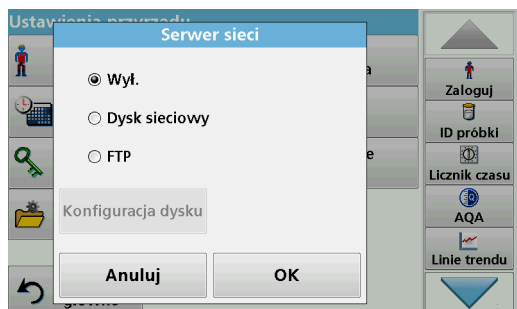 Ustawienia przyrządu
Serwer sieci
Wył.
Dysk sieciowy
FTP
Konfiguracja dysku
Anuluj
OK
Zaloguj
ID próbki
Licznik czasu
AQA
Linie trendu